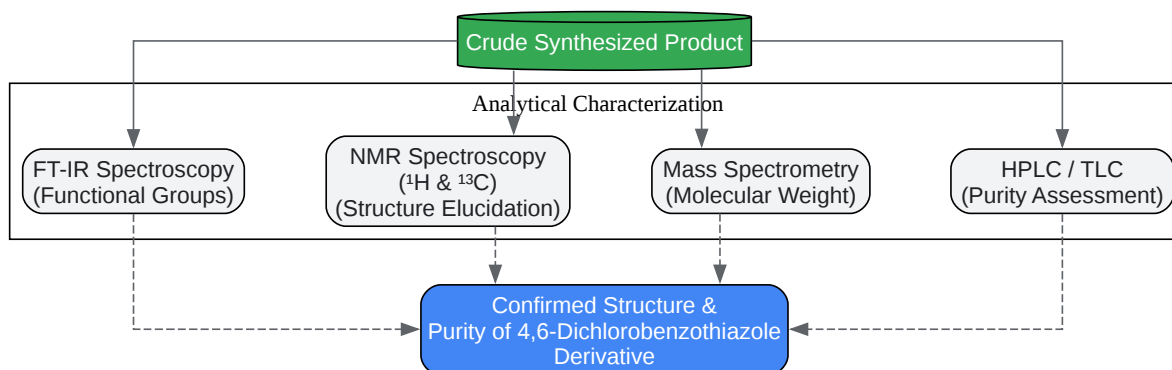 Crude Synthesized Product
Analytical Characterization
FT-IR Spectroscopy
(Functional Groups)
NMR Spectroscopy
(¹H & ¹³C)
(Structure Elucidation)
Mass Spectrometry
(Molecular Weight)
HPLC / TLC
(Purity Assessment)
Confirmed Structure &
Purity of 4,6-Dichlorobenzothiazole
Derivative